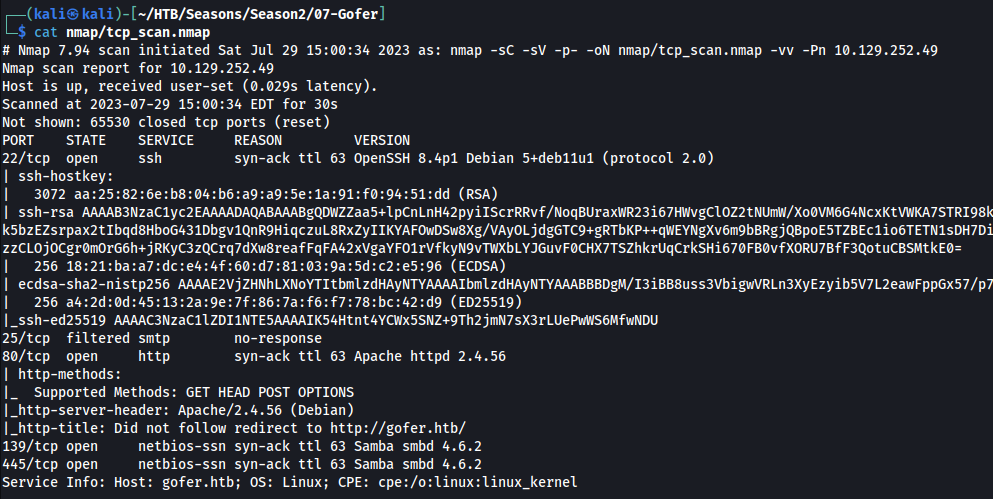 ┌──(kali㉿kali)-[~/HTB/Seasons/Season2/07-Gofer]
└─$ cat nmap/tcp_scan.nmap
# Nmap 7.94 scan initiated Sat Jul 29 15:00:34 2023 as: nmap -sC -sV -p- -oN nmap/tcp_scan.nmap -vv -Pn 10.129.252.49
Nmap scan report for 10.129.252.49
Host is up, received user-set (0.029s latency).
Scanned at 2023-07-29 15:00:34 EDT for 30s
Not shown: 65530 closed tcp ports (reset)
PORT    STATE    SERVICE     REASON         VERSION
22/tcp  open     ssh         syn-ack ttl 63 OpenSSH 8.4p1 Debian 5+deb11u1 (protocol 2.0)
| ssh-hostkey:
|   3072 aa:25:82:6e:b8:04:b6:a9:a9:5e:1a:91:f0:94:51:dd (RSA)
| ssh-rsa AAAAB3NzaC1yc2EAAAADAQABAAABgQDWZZaa5+lpCnLnH42pyiIScrRRvf/NoqBUraxWR23i67HWvgClOZ2tNUmW/Xo0VM6G4NcxKtVWKA7STRI98k
k5bzEZsrpax2tIbqd8HboG431Dbgv1QnR9HiqczuL8RxZyIIKYAFOwDSw8Xg/VAyOLjdgGTC9+gRTbKP++qWEYNgXv6m9bBRgjQBpoE5TZBEc1io6TETN1sDH7Di
zzCLOjOCgr0mOrG6h+jRKyC3zQCrq7dXw8reaffqFA42xVgaYFO1rVfkyN9vTWXbLYJGuvF0CHX7TSZhkrUqCrkSHi670FB0vfXORU7BfF3QotuCBSMtkE0=
|   256 18:21:ba:a7:dc:e4:4f:60:d7:81:03:9a:5d:c2:e5:96 (ECDSA)
| ecdsa-sha2-nistp256 AAAAE2VjZHNhLXNoYTItbmlzdHAyNTYAAAAIbmlzdHAyNTYAAABBBDgM/I3iBB8uss3VbigwVRLn3XyEzyib5V7L2eawFppGx57/p7
|   256 a4:2d:0d:45:13:2a:9e:7f:86:7a:f6:f7:78:bc:42:d9 (ED25519)
|_ssh-ed25519 AAAAC3NzaC1lZDI1NTE5AAAAIK54Htnt4YCWx5SNZ+9Th2jmN7sX3rLUePwWS6MfwNDU
25/tcp  filtered smtp        no-response
80/tcp  open     http        syn-ack ttl 63 Apache httpd 2.4.56
| http-methods:
|_  Supported Methods: GET HEAD POST OPTIONS
|_http-server-header: Apache/2.4.56 (Debian)
|_http-title: Did not follow redirect to http://gofer.htb/
139/tcp open     netbios-ssn syn-ack ttl 63 Samba smbd 4.6.2
445/tcp open     netbios-ssn syn-ack ttl 63 Samba smbd 4.6.2
Service Info: Host: gofer.htb; OS: Linux; CPE: cpe:/o:linux:linux_kernel